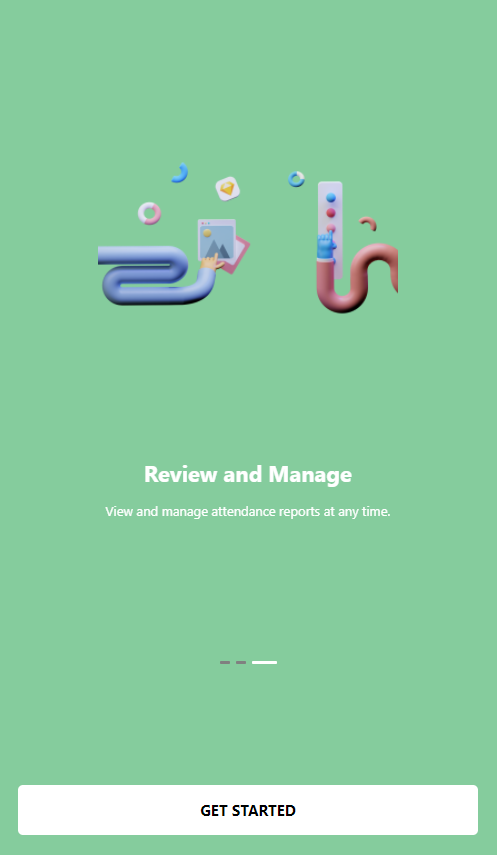 Review and Manage
View and manage attendance reports at any time.
GET STARTED